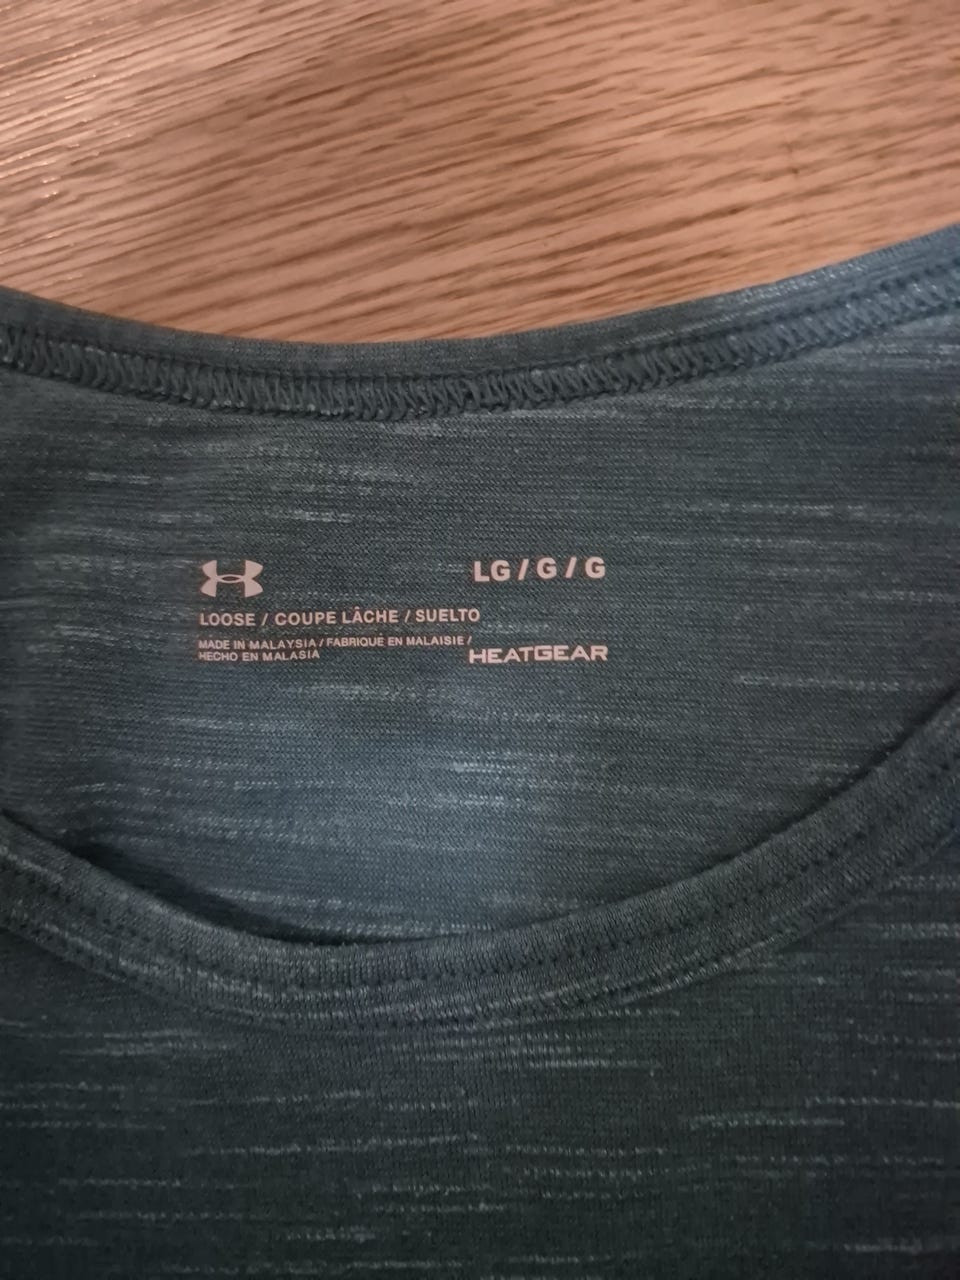 LG / G / G
LOOSE / COUPE LÂCHE / SUELTO
MADE IN MALAYSIA / FABRIQUÉ EN MALAISIE /
HECHO EN MALASIA
HEATGEAR